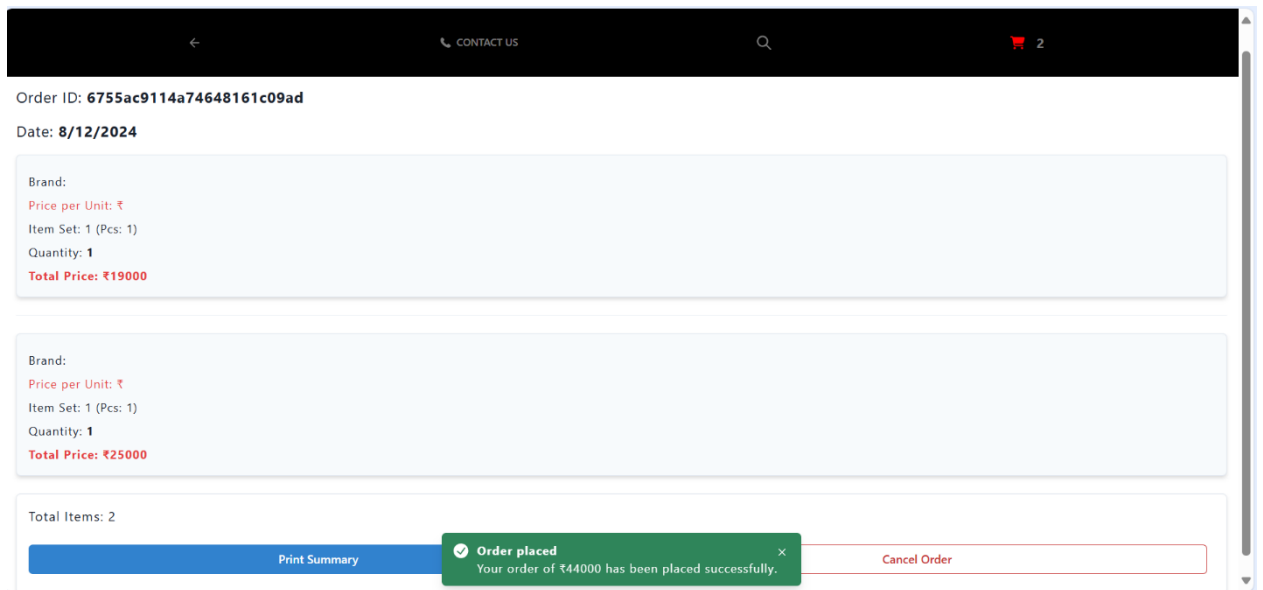 CONTACT US
2
Order ID: 6755ac9114a74648161c09ad
Date: 8/12/2024
Brand:
Price per Unit: ₹
Item Set: 1 (Pcs: 1)
Quantity: 1
Total Price: ₹19000
Brand:
Price per Unit: ₹
Item Set: 1 (Pcs: 1)
Quantity: 1
Total Price: ₹25000
Total Items: 2
Print Summary
Order placed
Your order of ₹44000 has been placed successfully.
Cancel Order